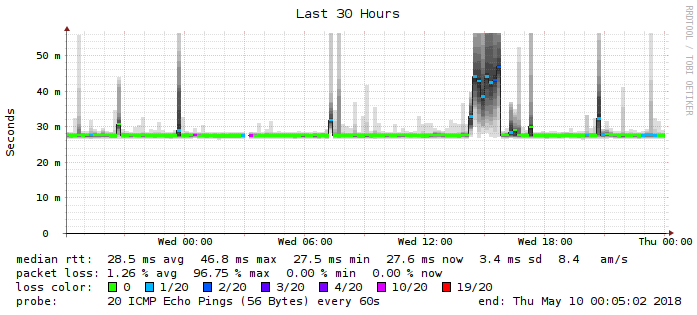 Last 30 Hours
RRDTOOL / TOBI OETIKER
Seconds
50 m
40 m
30 m
20 m
10 m
0
Wed 00:00 Wed 06:00 Wed 12:00 Wed 18:00 Thu 00:00
median rtt: 28.5 ms avg 46.8 ms max 27.5 ms min 27.6 ms now 3.4 ms sd 8.4 am/s
packet loss: 1.26 % avg 96.75 % max 0.00 % min 0.00 % now
loss color: 0 1/20 2/20 3/20 4/20 10/20 19/20
probe: 20 ICMP Echo Pings (56 Bytes) every 60s end: Thu May 10 00:05:02 2018